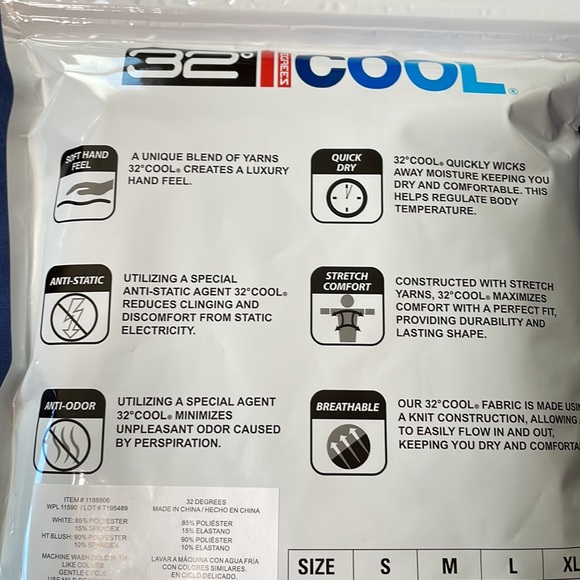 32° DEGREES COOL®
SOFT HAND
FEEL
A UNIQUE BLEND OF YARNS
32°COOL® CREATES A LUXURY
HAND FEEL.
QUICK
DRY
32°COOL® QUICKLY WICKS
AWAY MOISTURE KEEPING YOU
DRY AND COMFORTABLE. THIS
HELPS REGULATE BODY
TEMPERATURE.
ANTI-STATIC
UTILIZING A SPECIAL
ANTI-STATIC AGENT 32°COOL®
REDUCES CLINGING AND
DISCOMFORT FROM STATIC
ELECTRICITY.
STRETCH
COMFORT
CONSTRUCTED WITH STRETCH
YARNS, 32°COOL® MAXIMIZES
COMFORT WITH A PERFECT FIT,
PROVIDING DURABILITY AND
LASTING SHAPE.
ANTI-ODOR
UTILIZING A SPECIAL AGENT
32°COOL® MINIMIZES
UNPLEASANT ODOR CAUSED
BY PERSPIRATION.
BREATHABLE
OUR 32°COOL® FABRIC IS MADE USIN
A KNIT CONSTRUCTION, ALLOWING
TO EASILY FLOW IN AND OUT,
KEEPING YOU DRY AND COMFORTA
ITEM # 1188806
WPL 11590 / LOT # T195489
WHITE: 85% POLYESTER
15% SPANDEX
HT BLUSH: 90% POLYESTER
10% SPANDEX
MACHINE WASH COLD WITH
LIKE COLORS
GENTLE CYCLE
32 DEGREES
MADE IN CHINA / HECHO EN CHINA
85% POLIÉSTER
15% ELASTANO
90% POLIÉSTER
10% ELASTANO
LAVAR A MÁQUINA CON AGUA FRÍA
CON COLORES SIMILARES.
EN CICLO DELICADO.
SIZE S M L XL